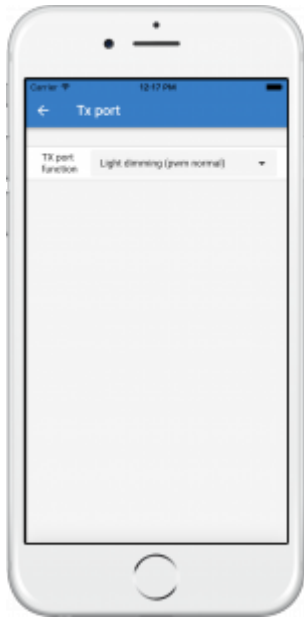 Carrier 12:17 PM
Tx port
TX port
function
Light dimming (pwm normal)